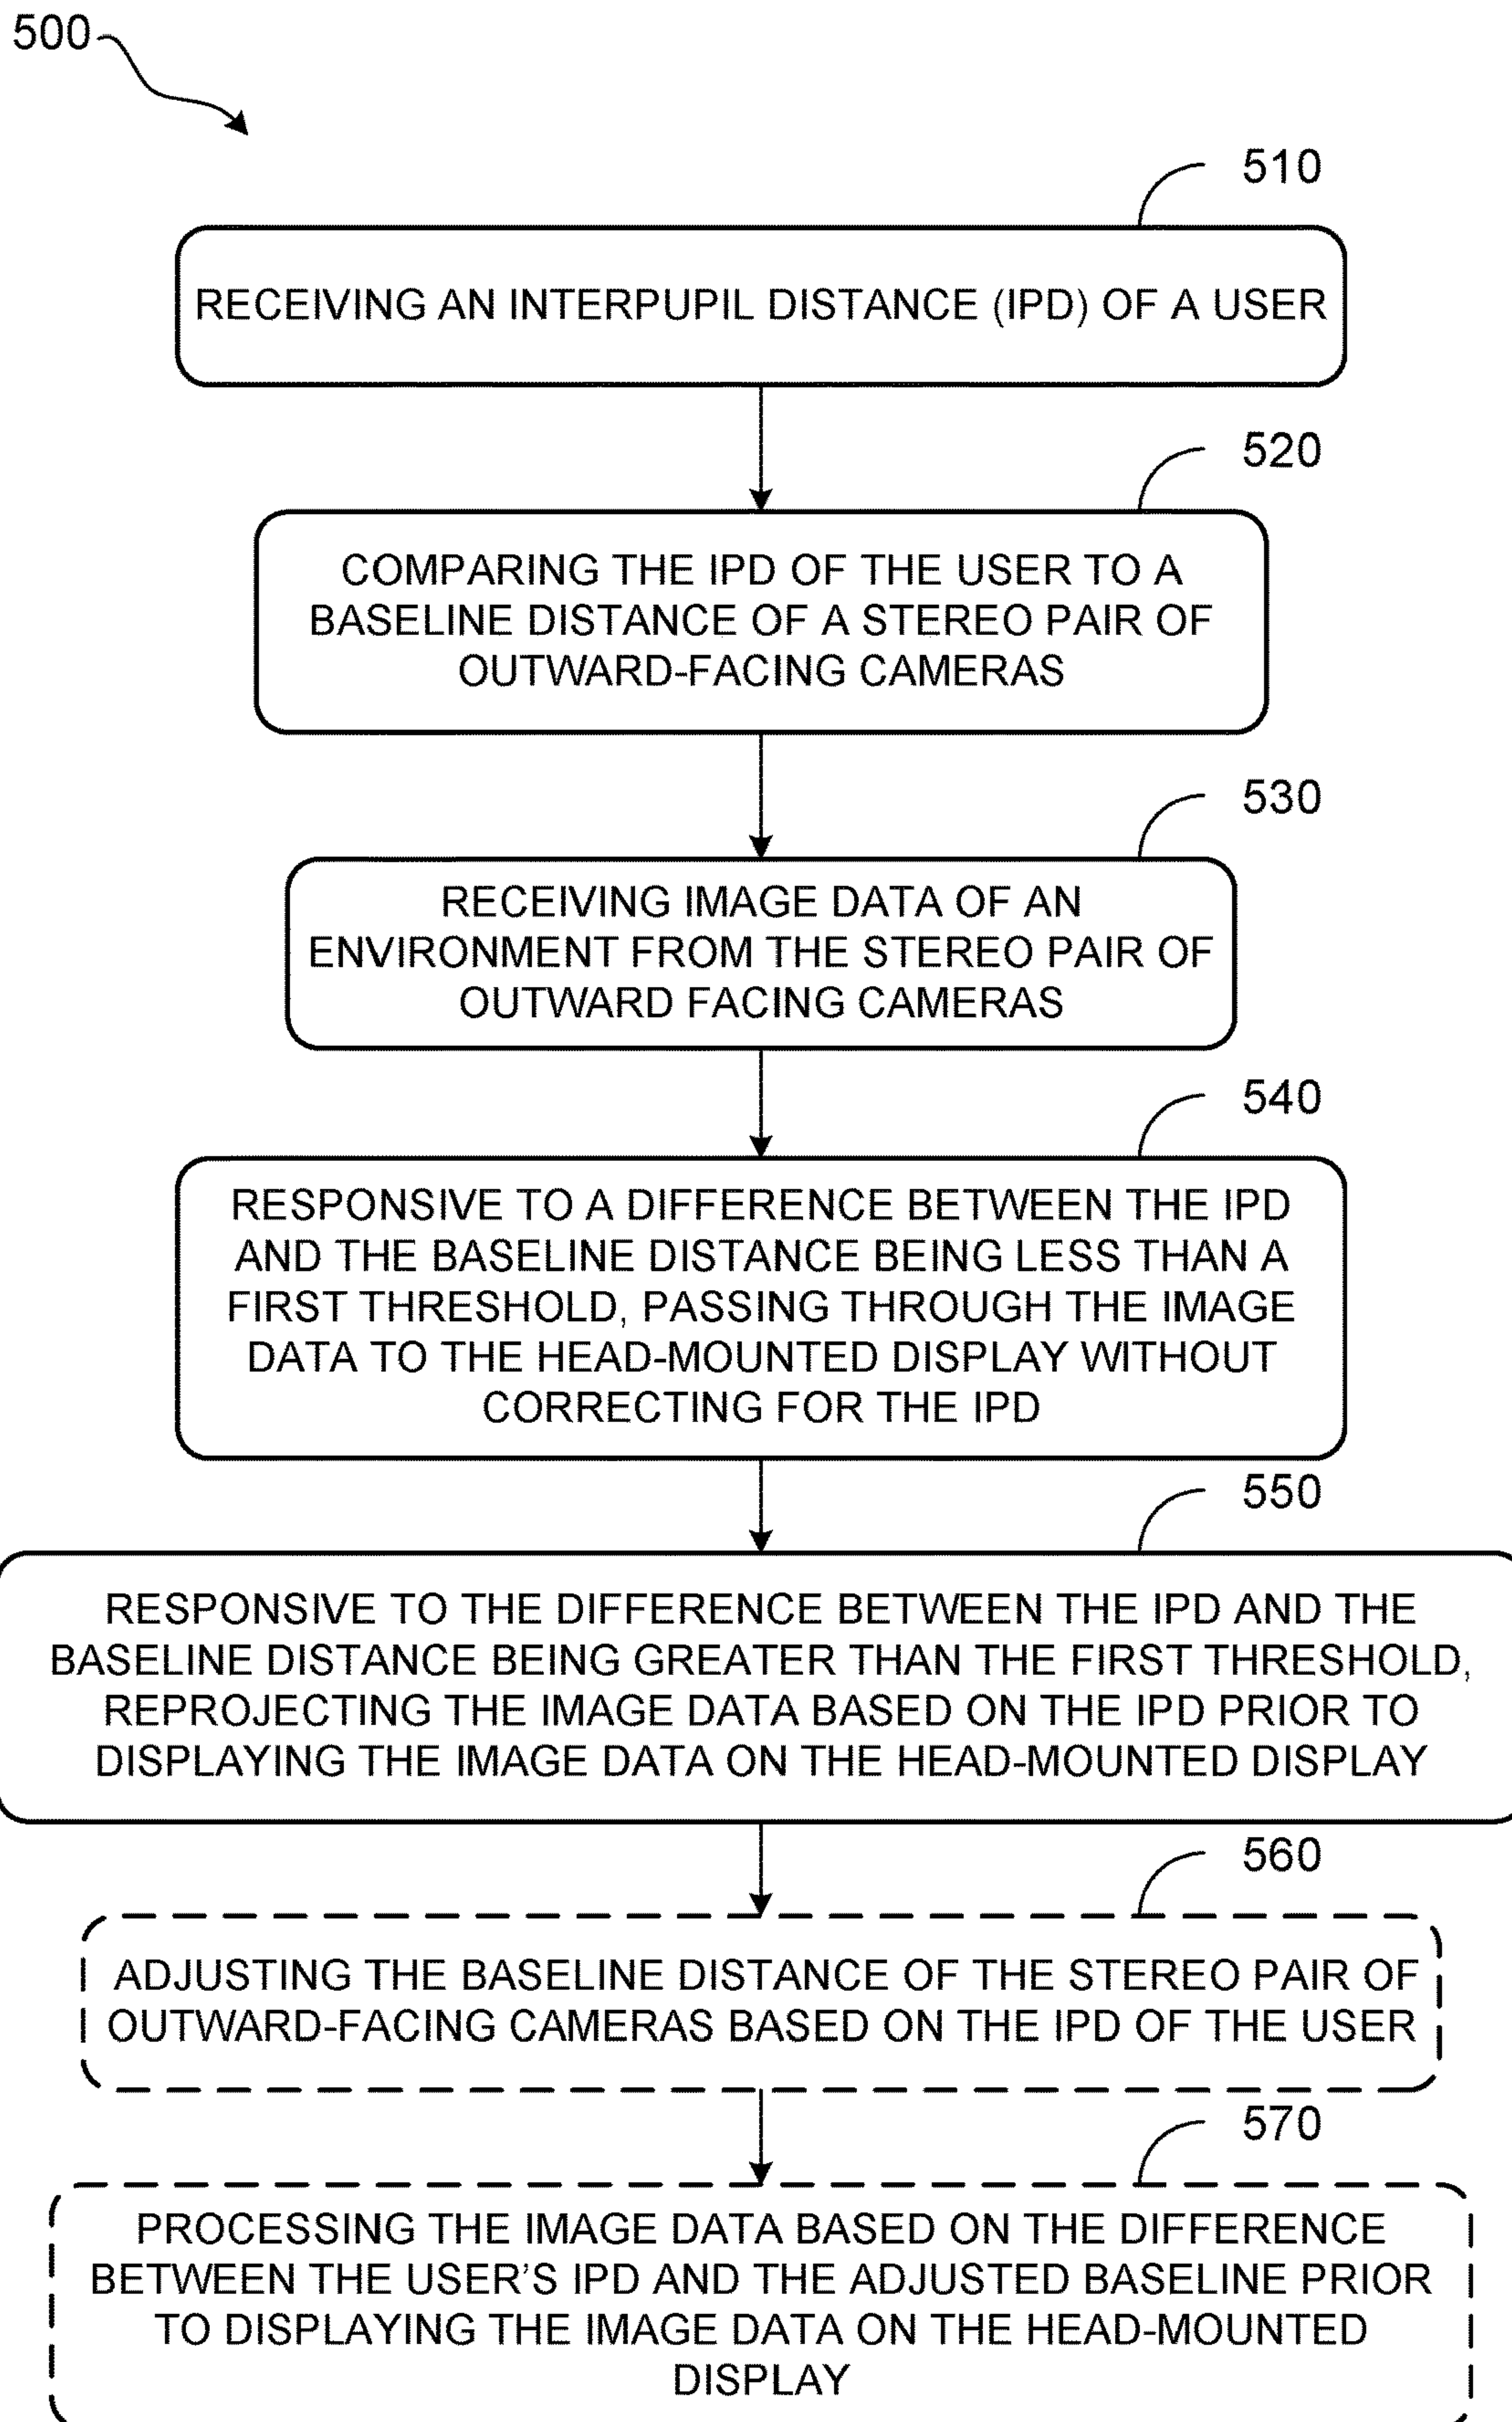 500
510
RECEIVING AN INTERPUPIL DISTANCE (IPD) OF A USER
520
COMPARING THE IPD OF THE USER TO A
BASELINE DISTANCE OF A STEREO PAIR OF
OUTWARD-FACING CAMERAS
530
RECEIVING IMAGE DATA OF AN
ENVIRONMENT FROM THE STEREO PAIR OF
OUTWARD FACING CAMERAS
540
RESPONSIVE TO A DIFFERENCE BETWEEN THE IPD
AND THE BASELINE DISTANCE BEING LESS THAN A
FIRST THRESHOLD, PASSING THROUGH THE IMAGE
DATA TO THE HEAD-MOUNTED DISPLAY WITHOUT
CORRECTING FOR THE IPD
550
RESPONSIVE TO THE DIFFERENCE BETWEEN THE IPD AND THE
BASELINE DISTANCE BEING GREATER THAN THE FIRST THRESHOLD,
REPROJECTING THE IMAGE DATA BASED ON THE IPD PRIOR TO
DISPLAYING THE IMAGE DATA ON THE HEAD-MOUNTED DISPLAY
560
ADJUSTING THE BASELINE DISTANCE OF THE STEREO PAIR OF
OUTWARD-FACING CAMERAS BASED ON THE IPD OF THE USER
570
PROCESSING THE IMAGE DATA BASED ON THE DIFFERENCE
BETWEEN THE USER'S IPD AND THE ADJUSTED BASELINE PRIOR
TO DISPLAYING THE IMAGE DATA ON THE HEAD-MOUNTED
DISPLAY